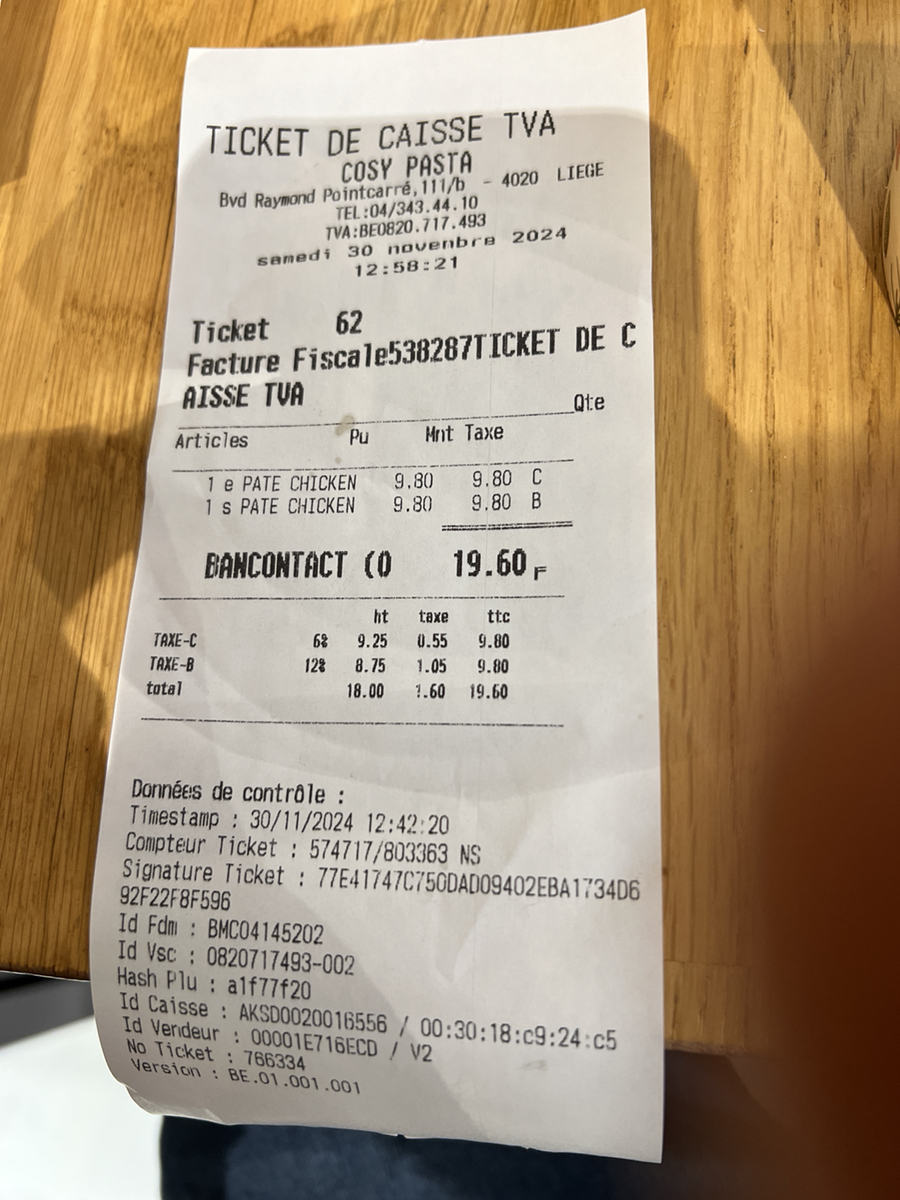 TICKET DE CAISSE TVA
COSY PASTA
Bvd Raymond Pointcarré,111/b - 4020 LIEGE
TEL:04/343.44.10
TVA:BE0820.717.493
samedi 30 novenbre 2024
12:58:21
Ticket 62
Facture Fiscale538287TICKET DE C
AISSE TVA
Qte
Articles Pu Mnt Taxe
1 e PATE CHICKEN 9.80 9.80 C
1 s PATE CHICKEN 9.80 9.80 B
BANCONTACT (O 19.60 F
ht taxe ttc
TAXE-C 6% 9.25 0.55 9.80
TAXE-B 12% 8.75 1.05 9.80
total 18.00 1.60 19.60
Données de contrôle :
Timestamp : 30/11/2024 12:42:20
Compteur Ticket : 574717/803363 NS
Signature Ticket : 77E41747C750DAD09402EBA1734D6
92F22F8F596
Id Fdm : BMC04145202
Id Vsc : 0820717493-002
Hash Plu : a1f77f20
Id Caisse : AKSD0020016556 / 00:30:18:c9:24:c5
Id Vendeur : 00001E716ECD / V2
No Ticket : 766334
Version : BE.01.001.001